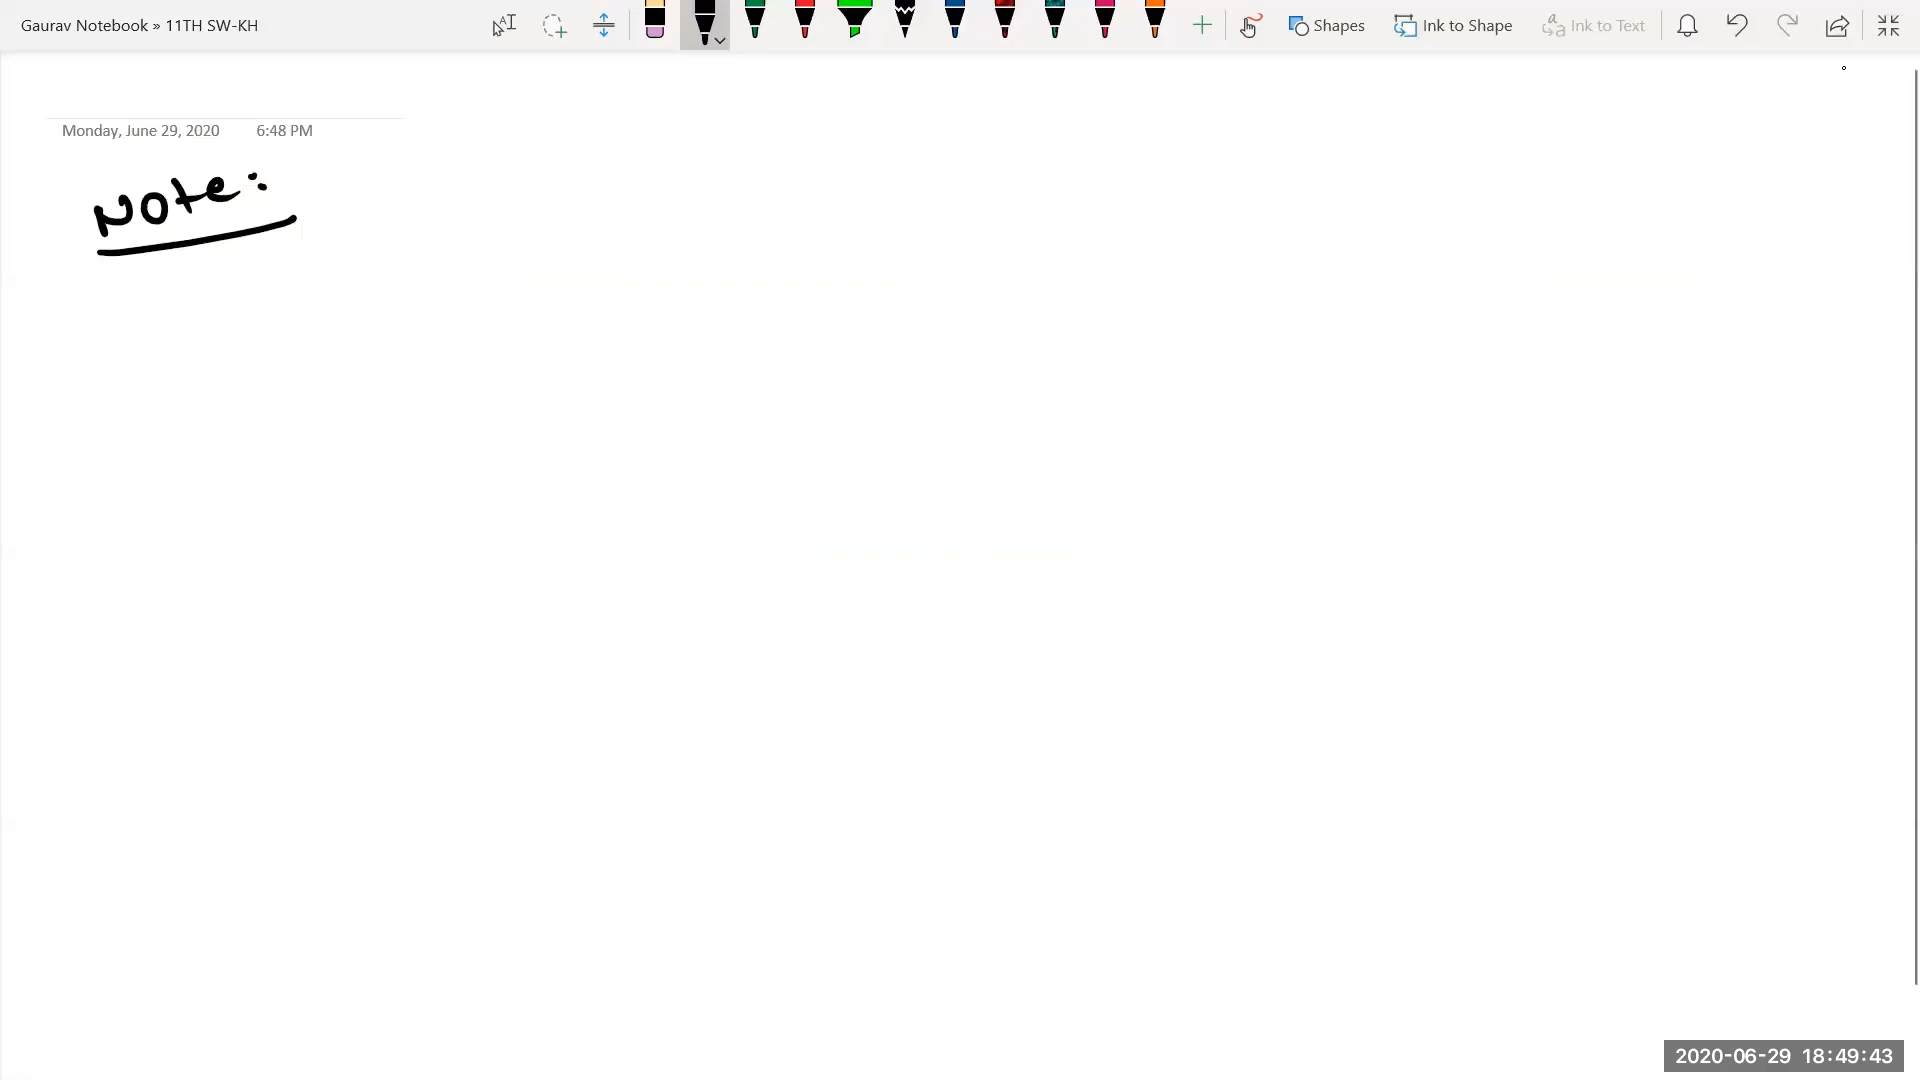 Gaurav Notebook » 11TH SW-KH
Shapes
Ink to Shape
Ink to Text
Monday, June 29, 2020 6:48 PM
Note:
2020-06-29 18:49:43